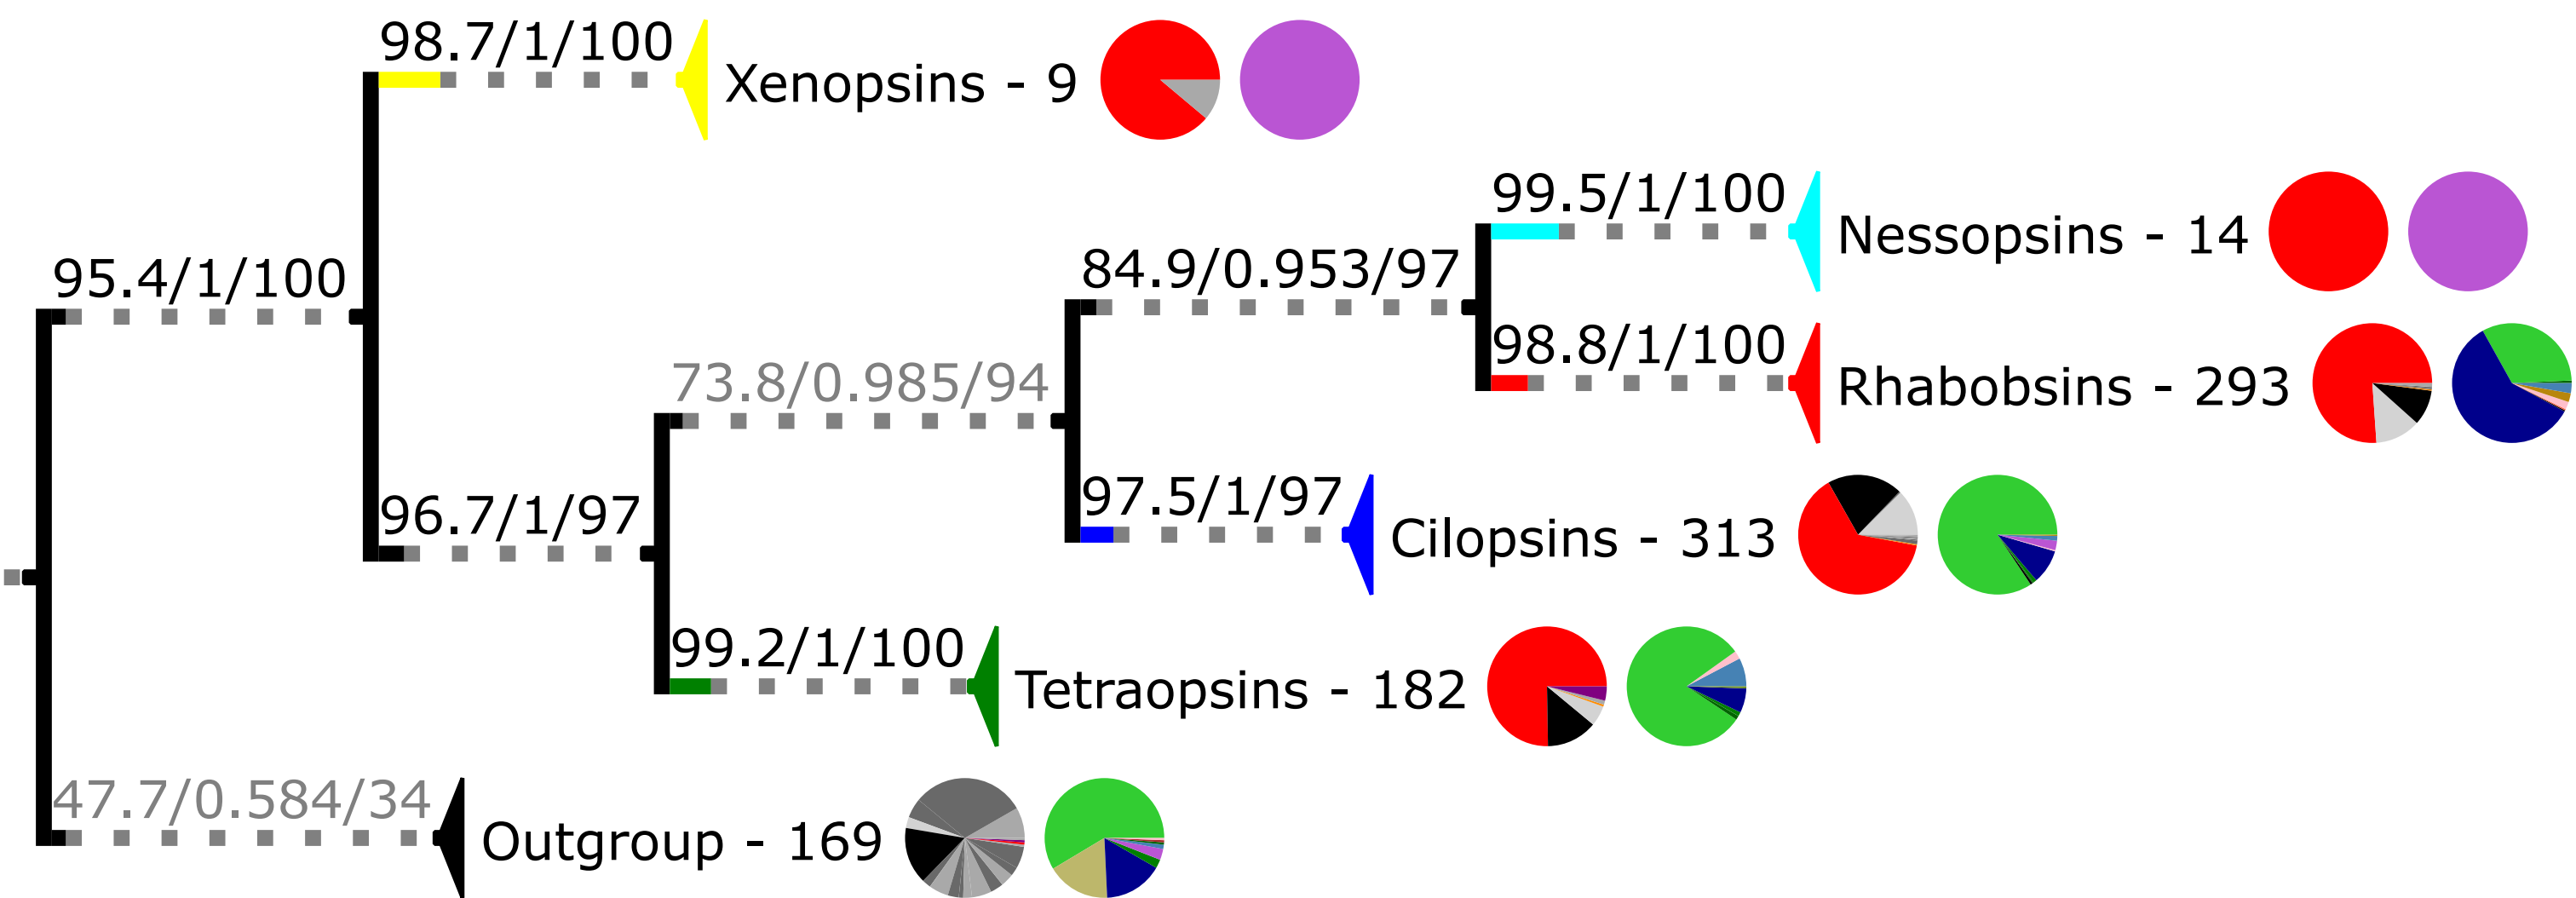 98.7/1/100
Xenopsins - 9
99.5/1/100
Nessopsins - 14
95.4/1/100
84.9/0.953/97
98.8/1/100
Rhabobsins - 293
73.8/0.985/94
97.5/1/97
Cilopsins - 313
96.7/1/97
99.2/1/100
Tetraopsins - 182
47.7/0.584/34
Outgroup - 169